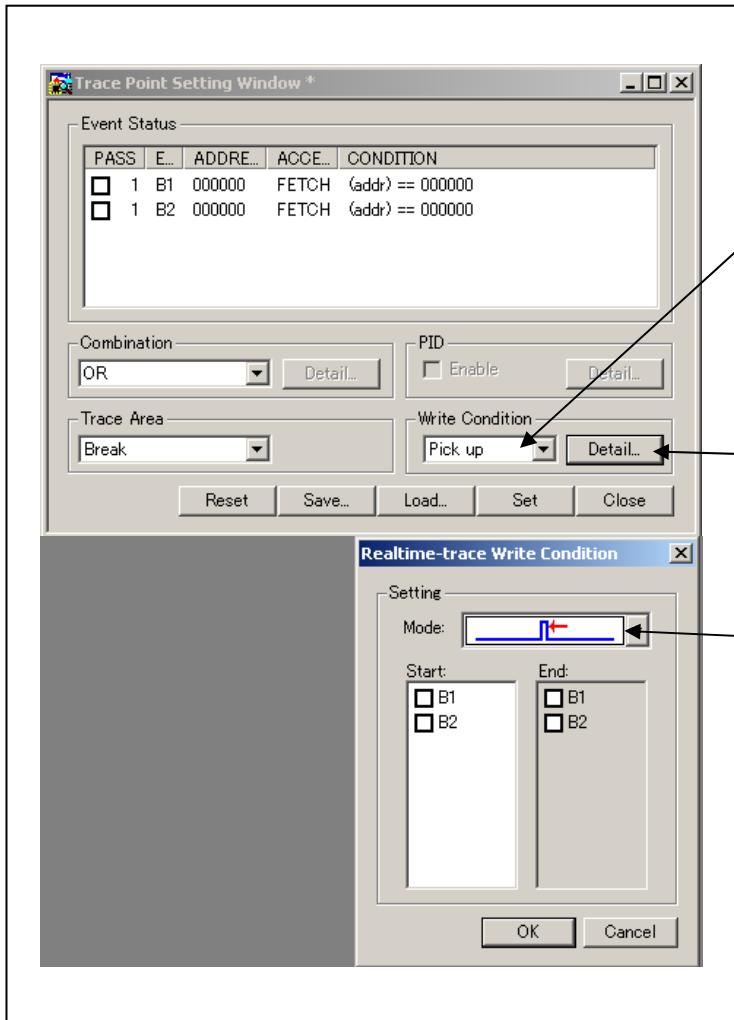 Trace Point Setting Window *
Event Status
PASS E... ADDRE... ACCE... CONDITION
1 B1 000000 FETCH (addr) == 000000
1 B2 000000 FETCH (addr) == 000000
Combination PID
OR Detail... Enable Detail...
Trace Area Write Condition
Break Pick up Detail...
Reset Save... Load... Set Close
Realtime-trace Write Condition
Setting
Mode:
Start: End:
B1 B1
B2 B2
OK Cancel